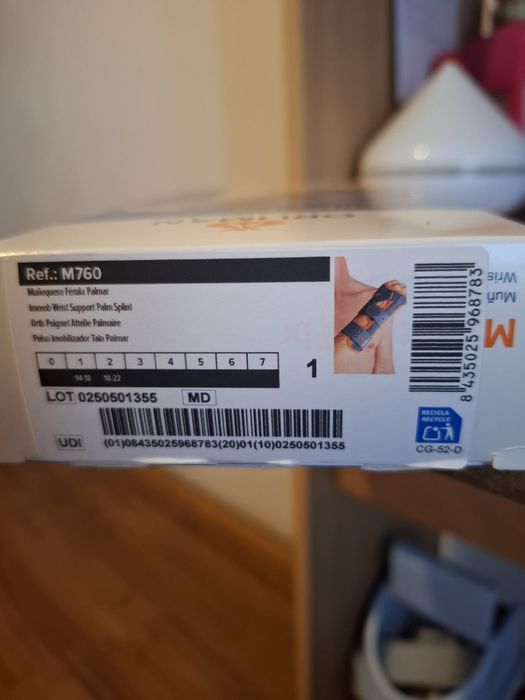 Ref.: M760
Muñequera Férula Palmar
Immob Wrist Support Palm Splint
Orth Poignet Attelle Palmaire
Pulso Imobilizador Tala Palmar
0 1 2 3 4 5 6 7
14-18 18-22
1
LOT 0250501355 MD
UDI (01)08435025968783(20)01(10)0250501355
8 435025 968783
RECICLA
RECYCLE
CG-52-D
M
Muñ
Wris